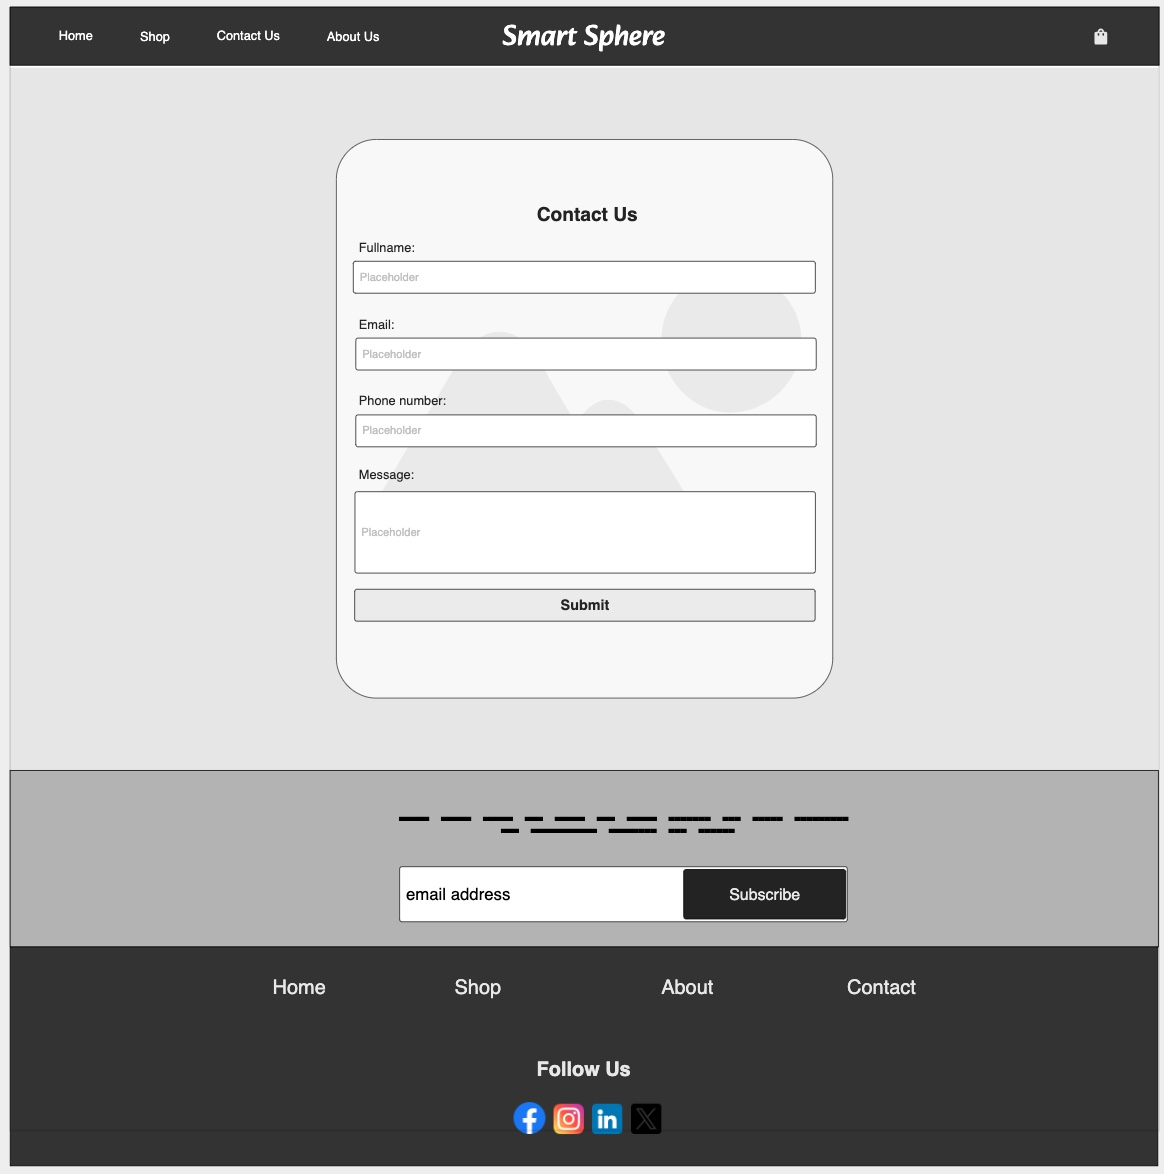 Home Shop Contact Us About Us Smart Sphere
Contact Us
Fullname:
Placeholder
Email:
Placeholder
Phone number:
Placeholder
Message:
Placeholder
Submit
email address Subscribe
Home Shop About Contact
Follow Us